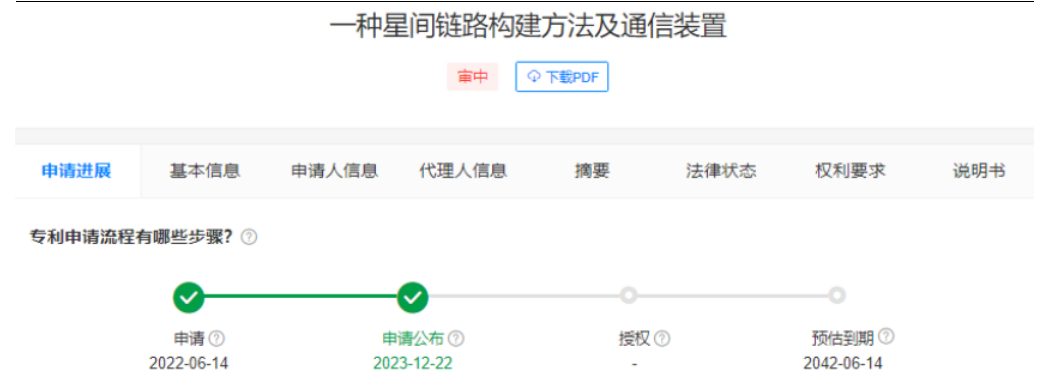 一种星间链路构建方法及通信装置
审中 下载PDF
申请进展 基本信息 申请人信息 代理人信息 摘要 法律状态 权利要求 说明书
专利申请流程有哪些步骤? ?
申请 ? 申请公布 ? 授权 ? 预估到期 ?
2022-06-14 2023-12-22 - 2042-06-14